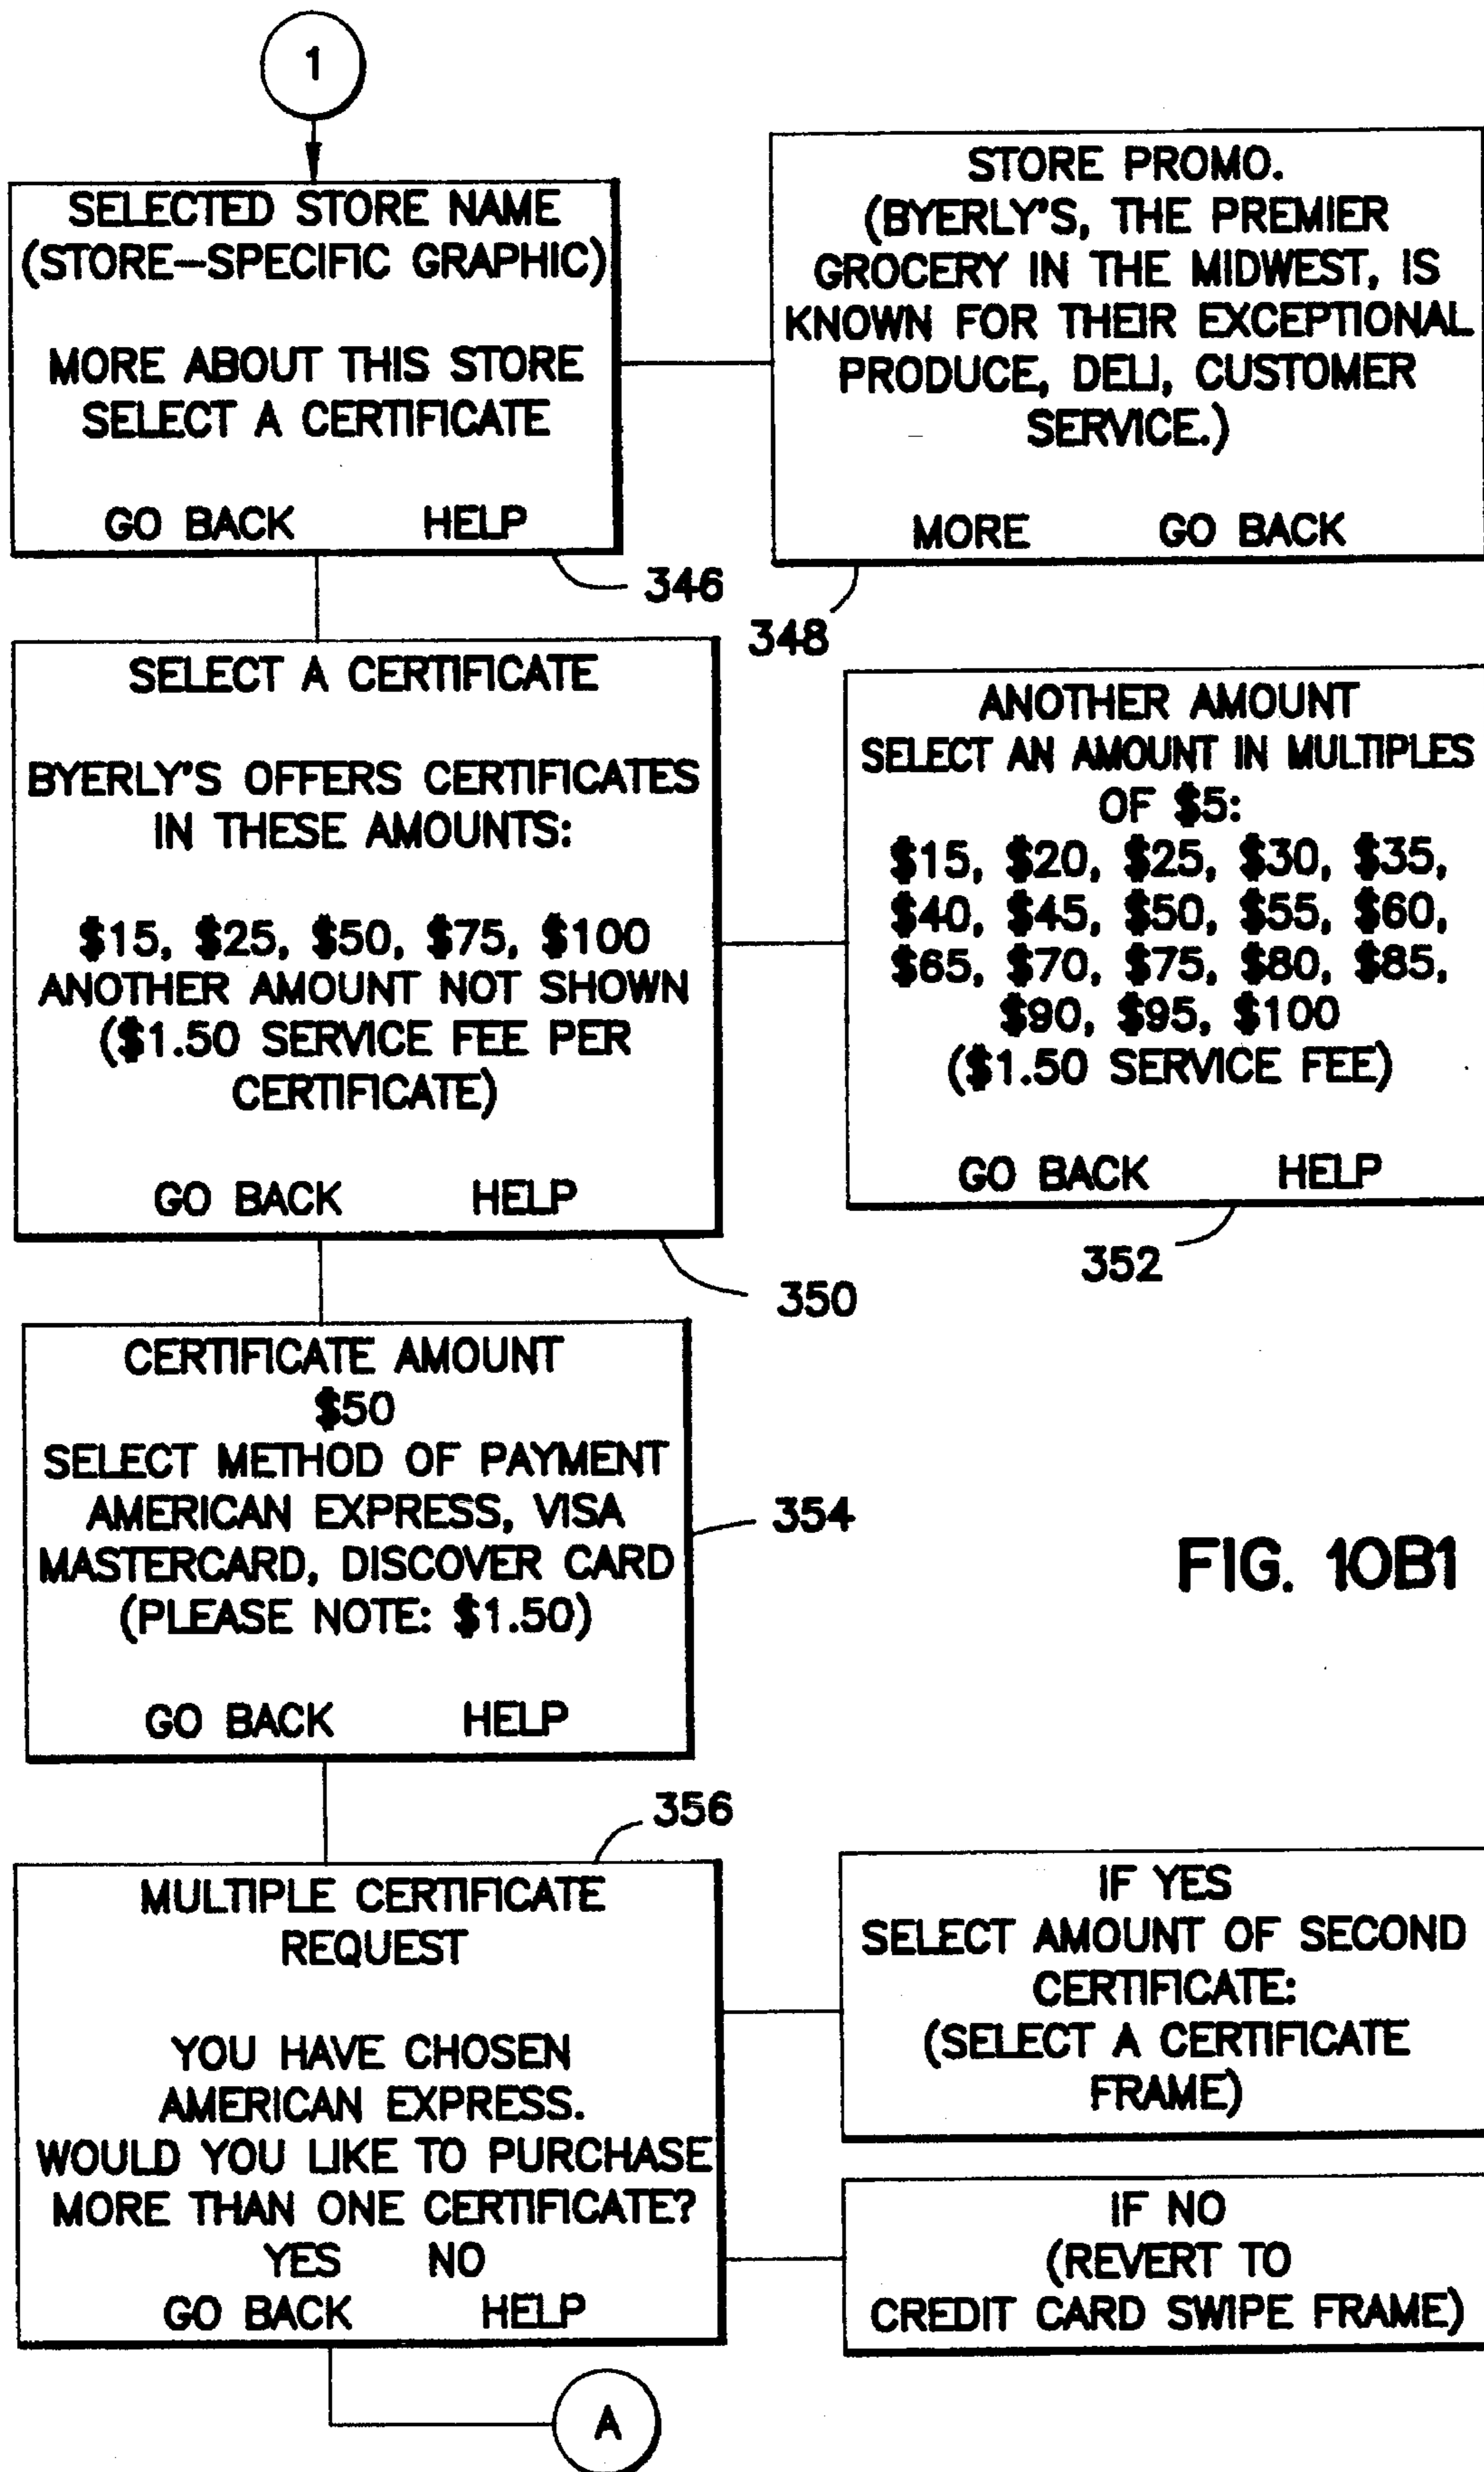 1
SELECTED STORE NAME
(STORE-SPECIFIC GRAPHIC)
MORE ABOUT THIS STORE
SELECT A CERTIFICATE
GO BACK HELP
346
STORE PROMO.
(BYERLY'S, THE PREMIER
GROCERY IN THE MIDWEST, IS
KNOWN FOR THEIR EXCEPTIONAL
PRODUCE, DELI, CUSTOMER
SERVICE.)
MORE GO BACK
348
SELECT A CERTIFICATE
BYERLY'S OFFERS CERTIFICATES
IN THESE AMOUNTS:
$15, $25, $50, $75, $100
ANOTHER AMOUNT NOT SHOWN
($1.50 SERVICE FEE PER
CERTIFICATE)
GO BACK HELP
350
ANOTHER AMOUNT
SELECT AN AMOUNT IN MULTIPLES
OF $5:
$15, $20, $25, $30, $35,
$40, $45, $50, $55, $60,
$65, $70, $75, $80, $85,
$90, $95, $100
($1.50 SERVICE FEE)
GO BACK HELP
352
CERTIFICATE AMOUNT
$50
SELECT METHOD OF PAYMENT
AMERICAN EXPRESS, VISA
MASTERCARD, DISCOVER CARD
(PLEASE NOTE: $1.50)
GO BACK HELP
354
FIG. 10B1
356
MULTIPLE CERTIFICATE
REQUEST
YOU HAVE CHOSEN
AMERICAN EXPRESS.
WOULD YOU LIKE TO PURCHASE
MORE THAN ONE CERTIFICATE?
YES NO
GO BACK HELP
IF YES
SELECT AMOUNT OF SECOND
CERTIFICATE:
(SELECT A CERTIFICATE
FRAME)
IF NO
(REVERT TO
CREDIT CARD SWIPE FRAME)
A